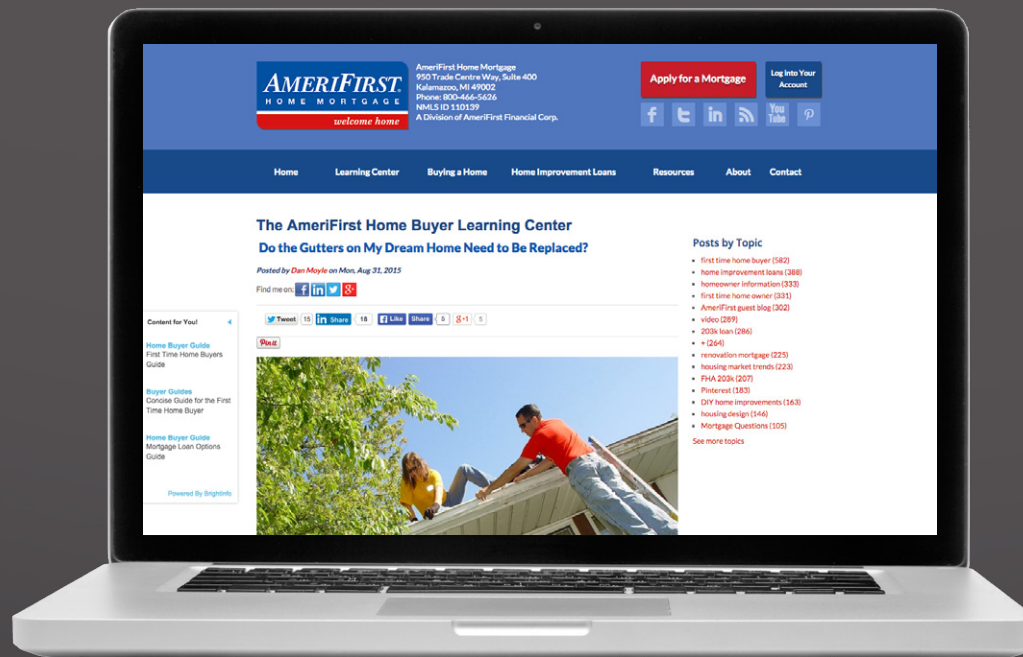 AMERIFIRST®
HOME MORTGAGE
welcome home
AmeriFirst Home Mortgage
950 Trade Centre Way, Suite 400
Kalamazoo, MI 49002
Phone: 800-466-5626
NMLS ID 110139
A Division of AmeriFirst Financial Corp.
Apply for a Mortgage
Log Into Your
Account
f
t
in
You
Tube
Home
Learning Center
Buying a Home
Home Improvement Loans
Resources
About
Contact
The AmeriFirst Home Buyer Learning Center
Do the Gutters on My Dream Home Need to Be Replaced?
Posted by Dan Moyle on Mon, Aug 31, 2015
Find me on:
Tweet 15 in Share 18 Like Share 5 g+1 5
Pin it
Content for You!
Home Buyer Guide
First Time Home Buyers
Guide
Buyer Guides
Concise Guide for the First
Time Home Buyer
Home Buyer Guide
Mortgage Loan Options
Guide
Powered By BrightInfo
Posts by Topic
first time home buyer (582)
home improvement loans (388)
homeowner information (333)
first time home owner (331)
AmeriFirst guest blog (302)
video (289)
203k loan (286)
+ (264)
renovation mortgage (225)
housing market trends (223)
FHA 203k (207)
Pinterest (183)
DIY home improvements (163)
housing design (146)
Mortgage Questions (105)
See more topics